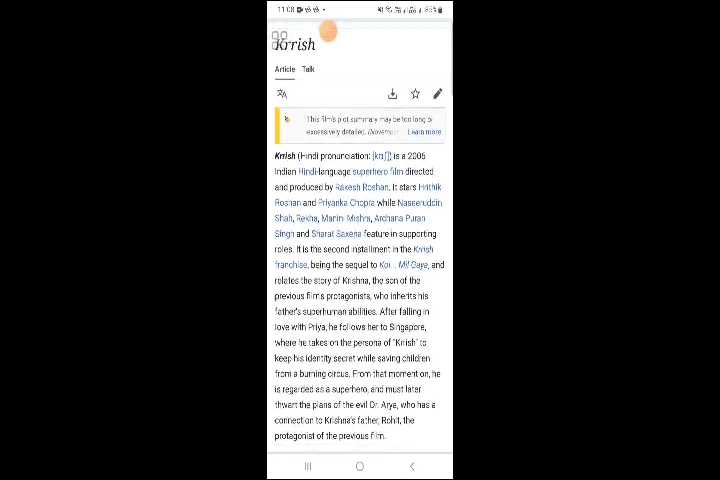 11:08
85%
Krrish
Article Talk
This film's plot summary may be too long or
excessively detailed. (Novem Learn more
Krrish (Hindi pronunciation: [krɪʃ]) is a 2006
Indian Hindi-language superhero film directed
and produced by Rakesh Roshan. It stars Hrithik
Roshan and Priyanka Chopra while Naseeruddin
Shah, Rekha, Manini Mishra, Archana Puran
Singh and Sharat Saxena feature in supporting
roles. It is the second installment in the Krrish
franchise, being the sequel to Koi... Mil Gaya, and
relates the story of Krishna, the son of the
previous film's protagonists, who inherits his
father's superhuman abilities. After falling in
love with Priya, he follows her to Singapore,
where he takes on the persona of "Krrish" to
keep his identity secret while saving children
from a burning circus. From that moment on, he
is regarded as a superhero, and must later
thwart the plans of the evil Dr. Arya, who has a
connection to Krishna's father, Rohit, the
protagonist of the previous film.